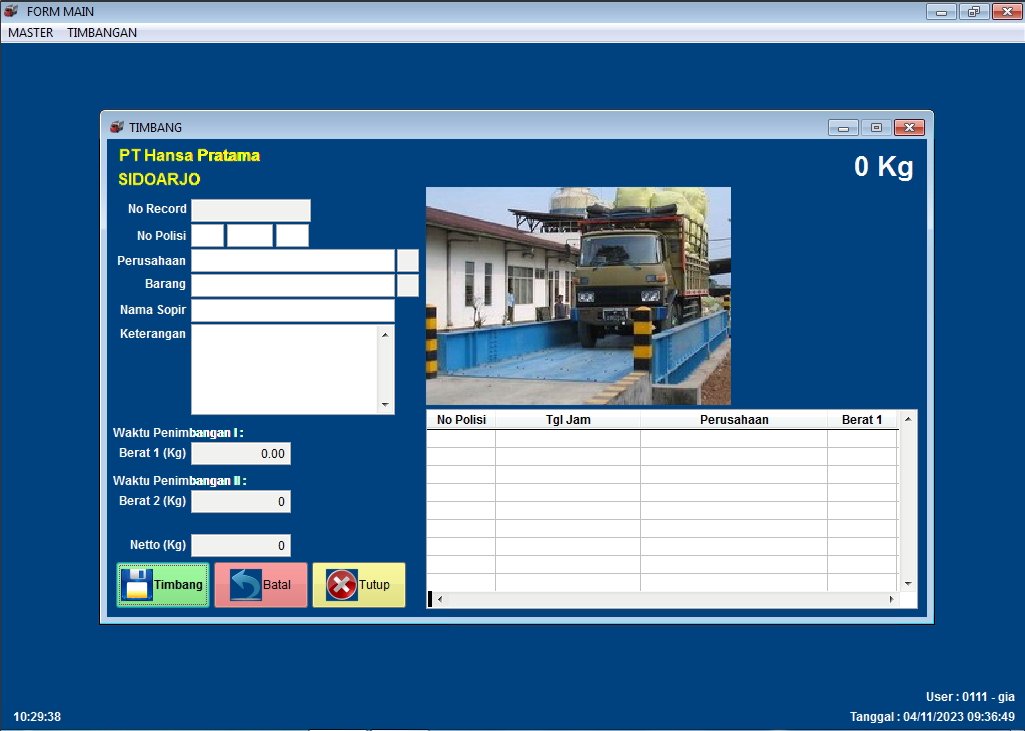 FORM MAIN
MASTER TIMBANGAN
TIMBANG
PT Hansa Pratama
SIDOARJO
0 Kg
No Record
No Polisi
Perusahaan
Barang
Nama Sopir
Keterangan
Waktu Penimbangan I :
Berat 1 (Kg) 0.00
Waktu Penimbangan II :
Berat 2 (Kg) 0
Netto (Kg) 0
Timbang Batal Tutup
No Polisi Tgl Jam Perusahaan Berat 1
User : 0111 - gia
10:29:38
Tanggal : 04/11/2023 09:36:49